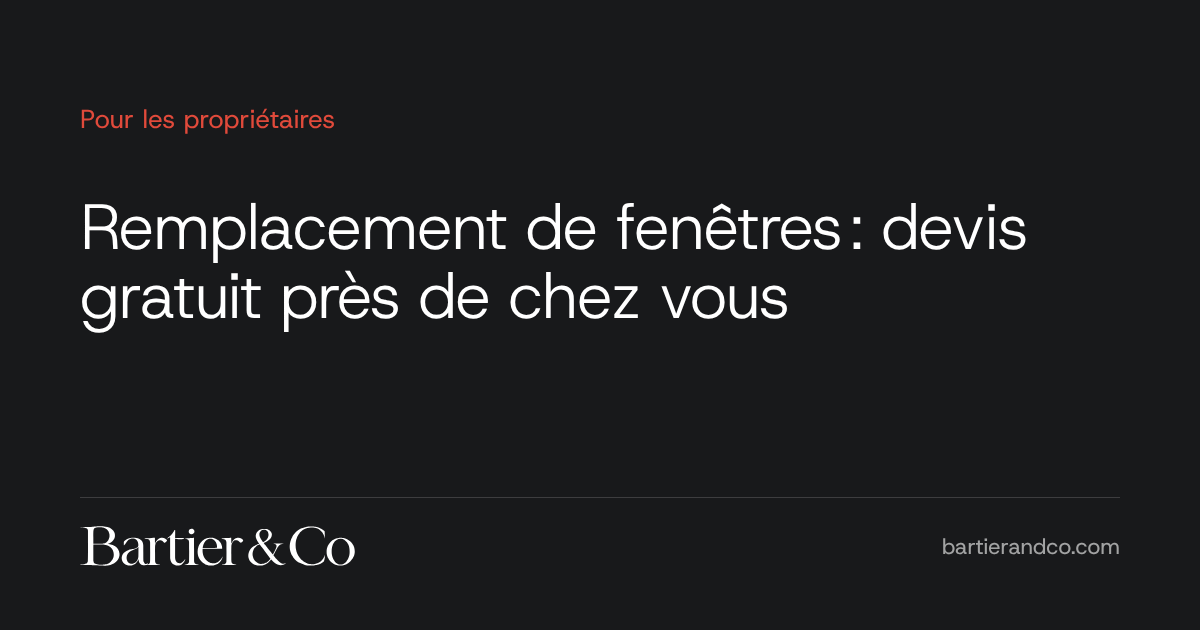 Pour les propriétaires
Remplacement de fenêtres : devis
gratuit près de chez vous
Bartier & Co
bartierandco.com